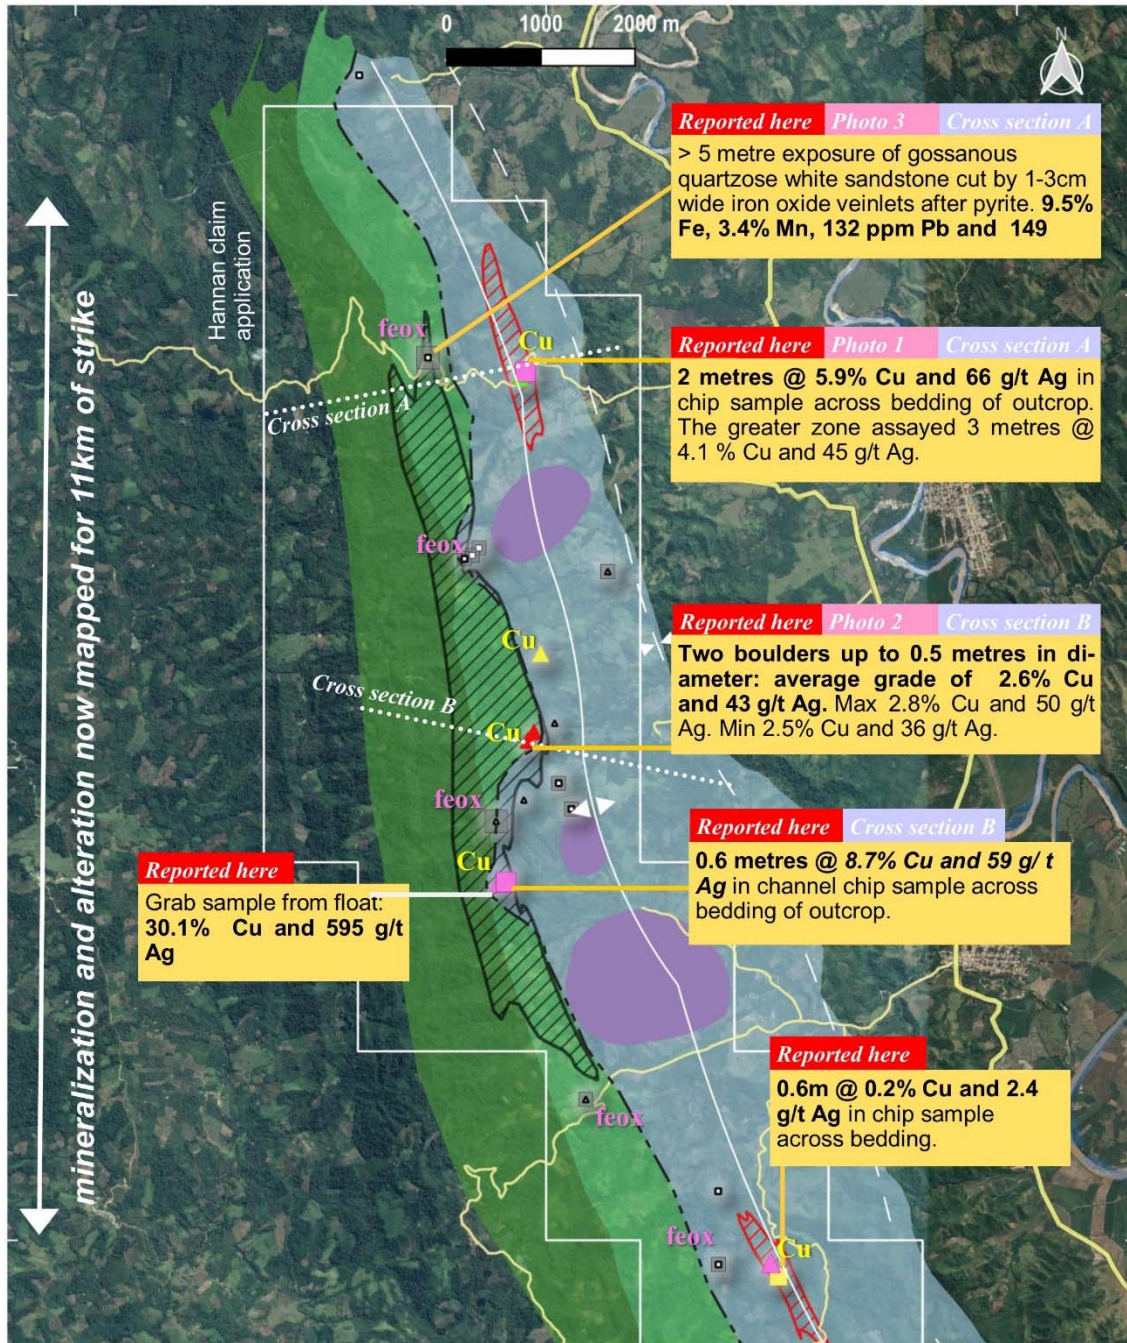 0 1000 2000 m
N
Reported here Photo 3 Cross section A
> 5 metre exposure of gossanous
quartzose white sandstone cut by 1-3cm
wide iron oxide veinlets after pyrite. 9.5%
Fe, 3.4% Mn, 132 ppm Pb and 149
Hannan claim
application
mineralization and alteration now mapped for 11km of strike
feox
Cu
Cross section A
Reported here Photo 1 Cross section A
2 metres @ 5.9% Cu and 66 g/t Ag in
chip sample across bedding of outcrop.
The greater zone assayed 3 metres @
4.1 % Cu and 45 g/t Ag.
feox
Cu
Reported here Photo 2 Cross section B
Two boulders up to 0.5 metres in di-
ameter: average grade of 2.6% Cu
and 43 g/t Ag. Max 2.8% Cu and 50 g/t
Ag. Min 2.5% Cu and 36 g/t Ag.
Cross section B
Cu
feox
Cu
Reported here Cross section B
0.6 metres @ 8.7% Cu and 59 g/ t
Ag in channel chip sample across
bedding of outcrop.
Reported here
Grab sample from float:
30.1% Cu and 595 g/t
Ag
Reported here
0.6m @ 0.2% Cu and 2.4
g/t Ag in chip sample
across bedding.
feox
feox
Cu